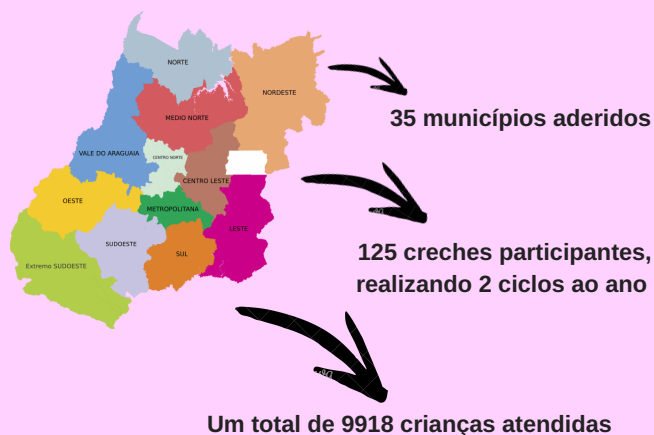 NORTE
NORDESTE
MEDIO NORTE
VALE DO ARAGUAIA
CENTRO NORTE
CENTRO LESTE
OESTE
METROPOLITANA
LESTE
SUDOESTE
SUL
Extremo SUDOESTE
35 municípios aderidos
125 creches participantes,
realizando 2 ciclos ao ano
Um total de 9918 crianças atendidas